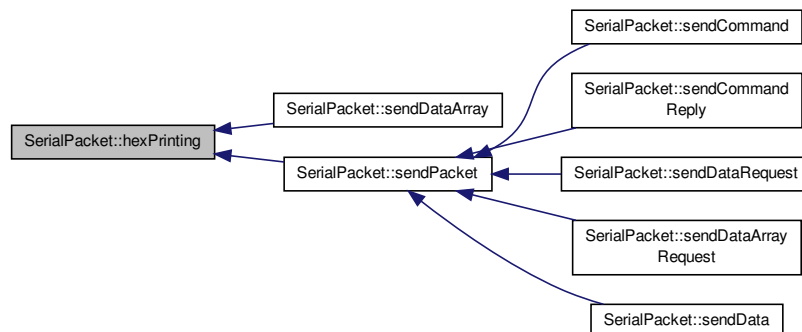 SerialPacket::sendCommand
SerialPacket::sendCommand
Reply
SerialPacket::sendDataArray
SerialPacket::hexPrinting
SerialPacket::sendPacket
SerialPacket::sendDataRequest
SerialPacket::sendDataArray
Request
SerialPacket::sendData